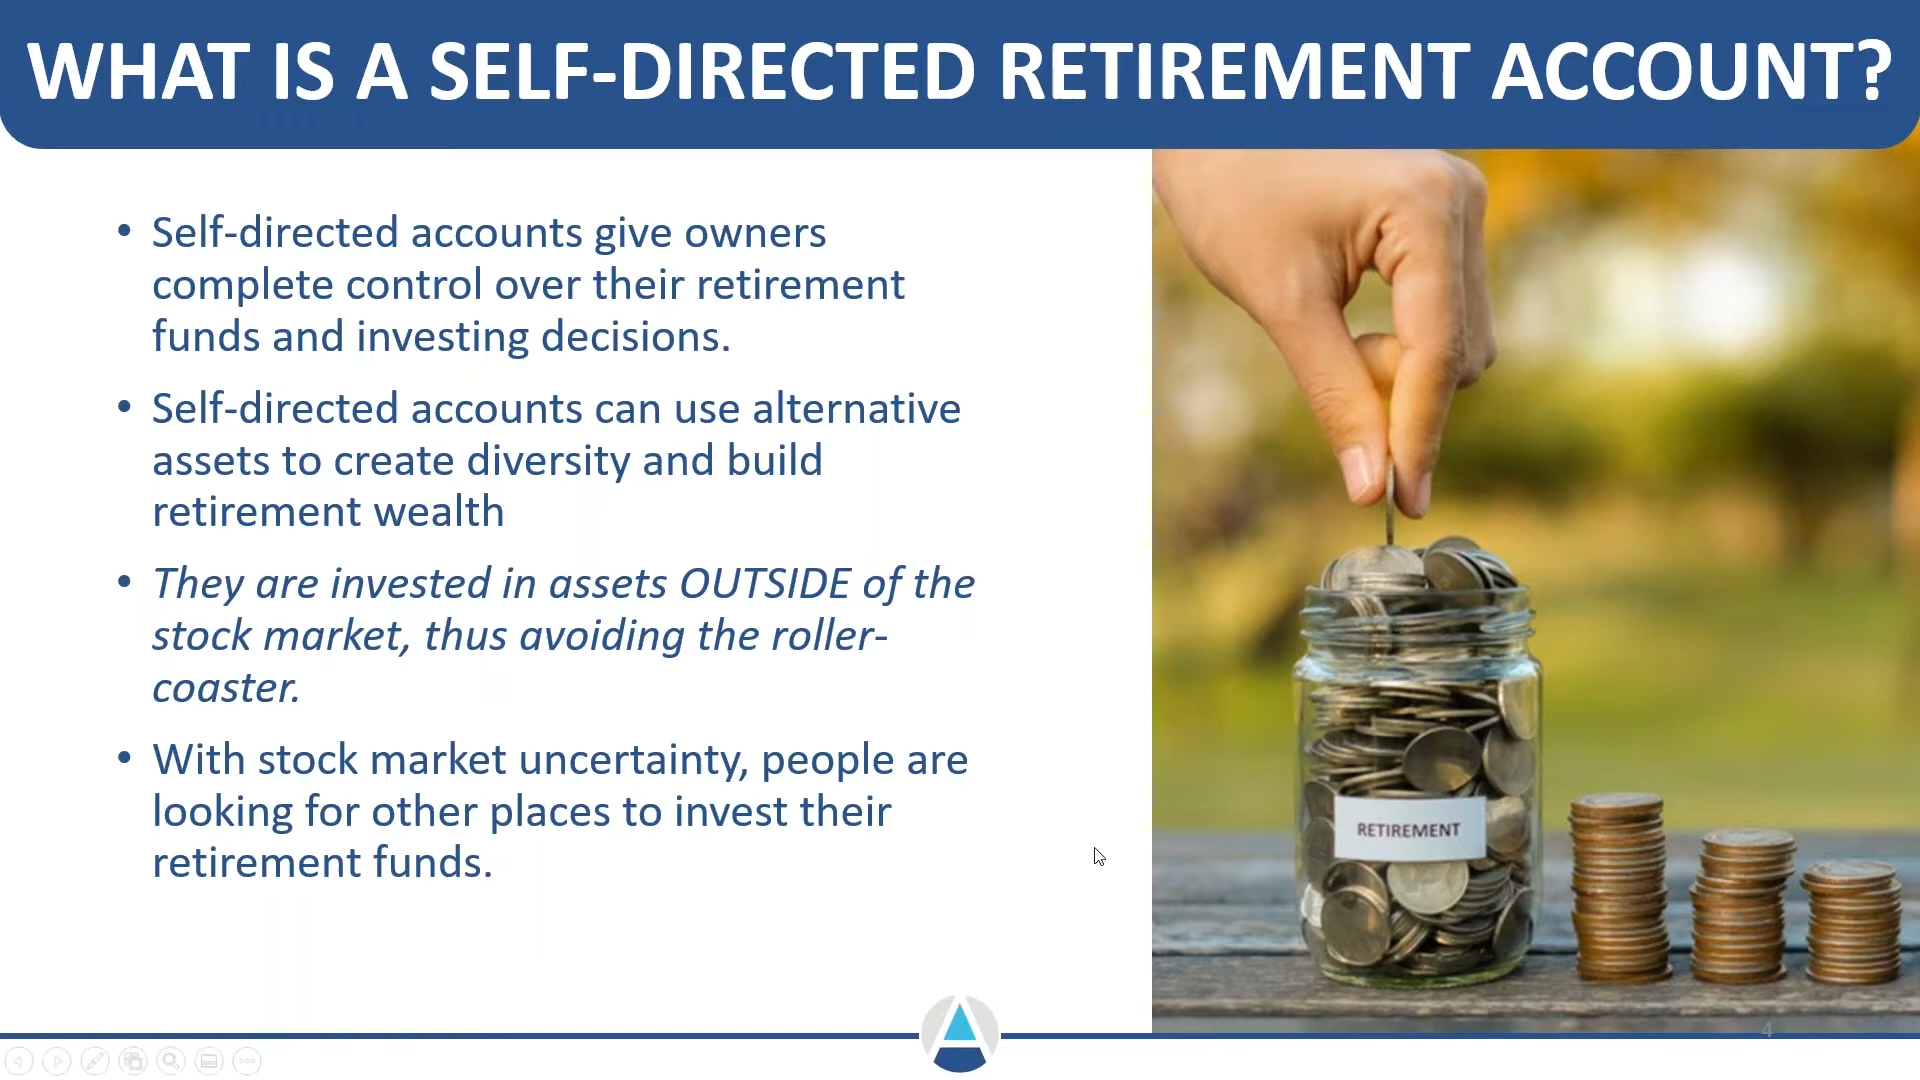 WHAT IS A SELF-DIRECTED RETIREMENT ACCOUNT?
• Self-directed accounts give owners
complete control over their retirement
funds and investing decisions.
• Self-directed accounts can use alternative
assets to create diversity and build
retirement wealth
• They are invested in assets OUTSIDE of the
stock market, thus avoiding the roller-
coaster.
• With stock market uncertainty, people are
looking for other places to invest their
retirement funds.
RETIREMENT
4